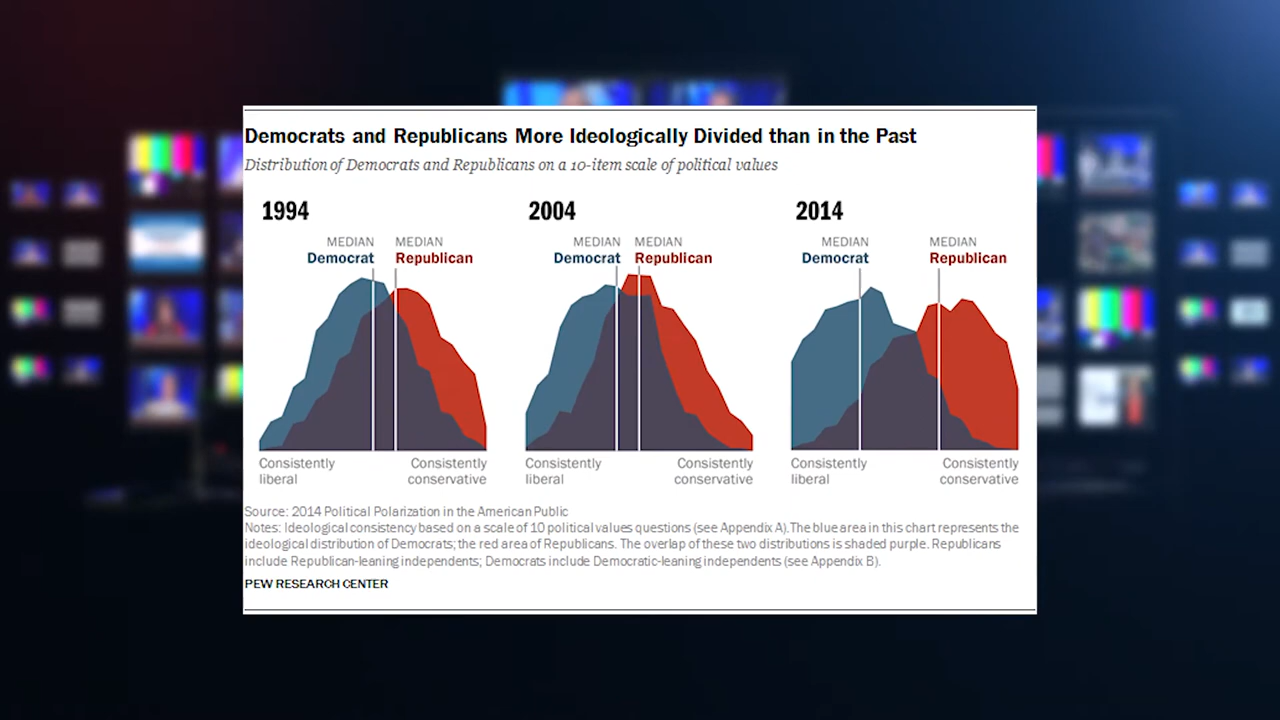 Democrats and Republicans More Ideologically Divided than in the Past
Distribution of Democrats and Republicans on a 10-item scale of political values
1994
MEDIAN
Democrat
MEDIAN
Republican
Consistently
liberal
Consistently
conservative
2004
MEDIAN
Democrat
MEDIAN
Republican
Consistently
liberal
Consistently
conservative
2014
MEDIAN
Democrat
MEDIAN
Republican
Consistently
liberal
Consistently
conservative
Source: 2014 Political Polarization in the American Public
Notes: Ideological consistency based on a scale of 10 political values questions (see Appendix A). The blue area in this chart represents the
ideological distribution of Democrats; the red area of Republicans. The overlap of these two distributions is shaded purple. Republicans
include Republican-leaning independents; Democrats include Democratic-leaning independents (see Appendix B).
PEW RESEARCH CENTER